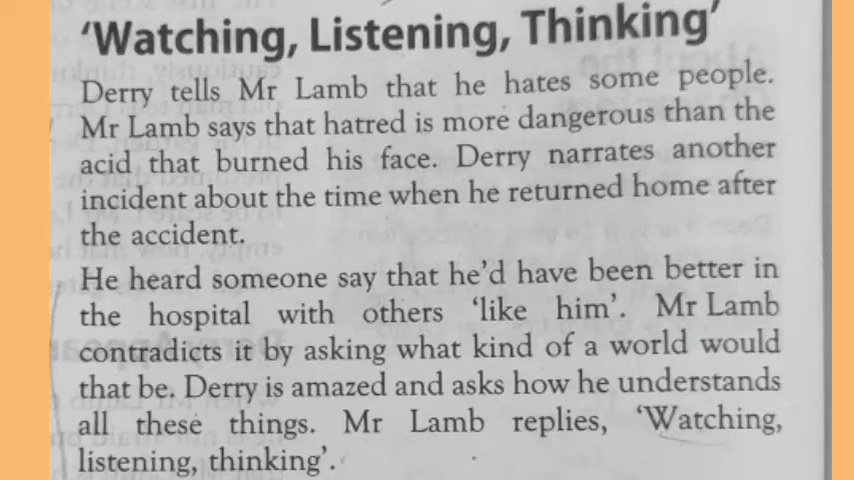 ‘Watching, Listening, Thinking’
Derry tells Mr Lamb that he hates some people.
Mr Lamb says that hatred is more dangerous than the
acid that burned his face. Derry narrates another
incident about the time when he returned home after
the accident.
He heard someone say that he’d have been better in
the hospital with others ‘like him’. Mr Lamb
contradicts it by asking what kind of a world would
that be. Derry is amazed and asks how he understands
all these things. Mr Lamb replies, ‘Watching,
listening, thinking’.